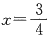 x = 3/4